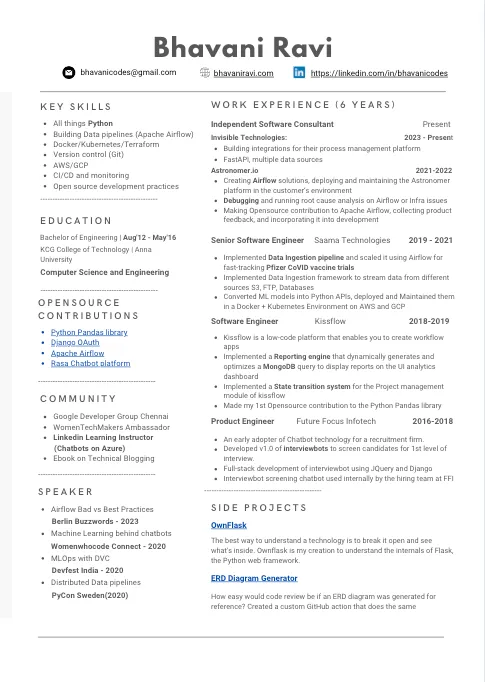 Bhavani Ravi
bhavanicodes@gmail.com bhavaniravi.com https://linkedin.com/in/bhavanicodes
KEY SKILLS
• All things Python
• Building Data pipelines (Apache Airflow)
• Docker/Kubernetes/Terraform
• Version control (Git)
• AWS/GCP
• CI/CD and monitoring
• Open source development practices
EDUCATION
Bachelor of Engineering | Aug'12 - May'16
KCG College of Technology | Anna
University
Computer Science and Engineering
OPENSOURCE
CONTRIBUTIONS
• Python Pandas library
• Django OAuth
• Apache Airflow
• Rasa Chatbot platform
COMMUNITY
• Google Developer Group Chennai
• WomenTechMakers Ambassador
• Linkedin Learning Instructor
(Chatbots on Azure)
• Ebook on Technical Blogging
SPEAKER
• Airflow Bad vs Best Practices
Berlin Buzzwords - 2023
• Machine Learning behind chatbots
Womenwhocode Connect - 2020
• MLOps with DVC
Devfest India - 2020
• Distributed Data pipelines
PyCon Sweden(2020)
WORK EXPERIENCE (6 YEARS)
Independent Software Consultant Present
Invisible Technologies: 2023 - Present
• Building integrations for their process management platform
• FastAPI, multiple data sources
Astronomer.io 2021-2022
• Creating Airflow solutions, deploying and maintaining the Astronomer
platform in the customer's environment
• Debugging and running root cause analysis on Airflow or Infra issues
• Making Opensource contribution to Apache Airflow, collecting product
feedback, and incorporating it into development
Senior Software Engineer Saama Technologies 2019 - 2021
• Implemented Data Ingestion pipeline and scaled it using Airflow for
fast-tracking Pfizer CoVID vaccine trials
• Implemented Data Ingestion framework to stream data from different
sources S3, FTP, Databases
• Converted ML models into Python APIs, deployed and Maintained them
in a Docker + Kubernetes Environment on AWS and GCP
Software Engineer Kissflow 2018-2019
• Kissflow is a low-code platform that enables you to create workflow
apps
• Implemented a Reporting engine that dynamically generates and
optimizes a MongoDB query to display reports on the UI analytics
dashboard
• Implemented a State transition system for the Project management
module of kissflow
• Made my 1st Opensource contribution to the Python Pandas library
Product Engineer Future Focus Infotech 2016-2018
• An early adopter of Chatbot technology for a recruitment firm.
• Developed v1.0 of interviewbots to screen candidates for 1st level of
interview.
• Full-stack development of interviewbot using JQuery and Django
• Interviewbot screening chatbot used internally by the hiring team at FFI
SIDE PROJECTS
OwnFlask
The best way to understand a technology is to break it open and see
what's inside. Ownflask is my creation to understand the internals of Flask,
the Python web framework.
ERD Diagram Generator
How easy would code review be if an ERD diagram was generated for
reference? Created a custom GitHub action that does the same